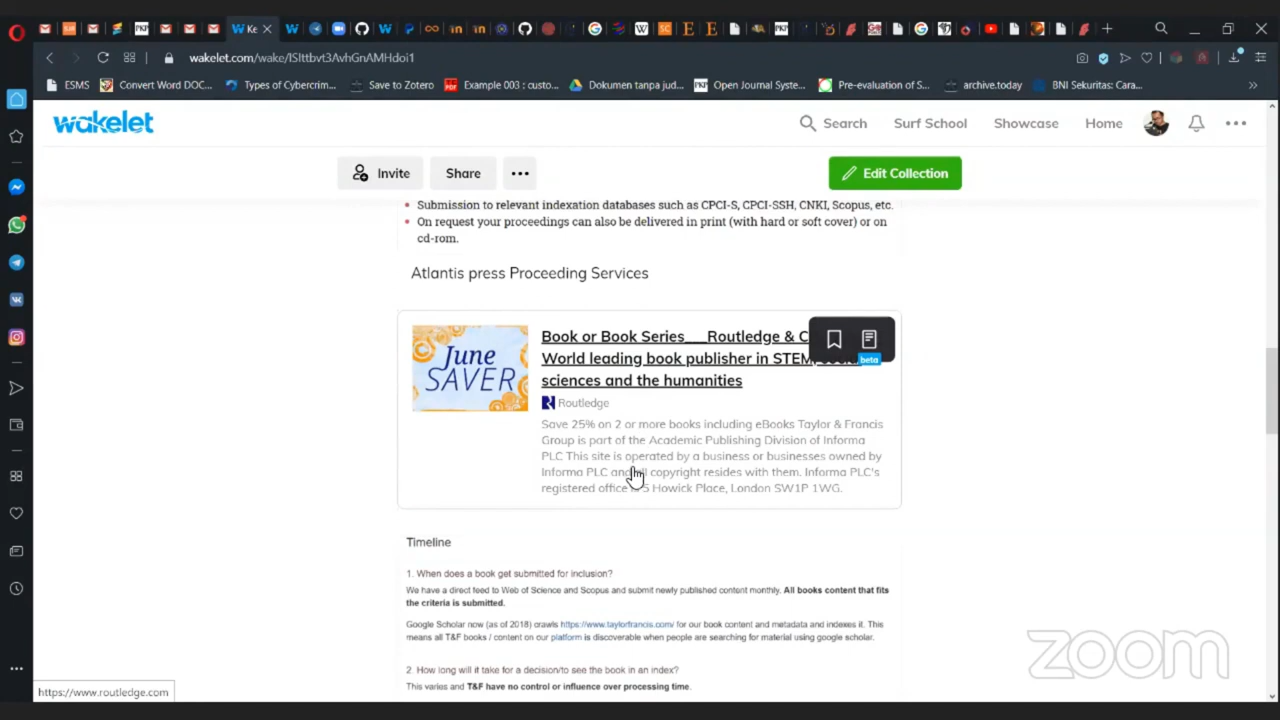 Ke
wakelet.com/wake/ISIttbvt3AvhGnAMHdoi1
ESMS
Convert Word DOC...
Types of Cybercrim...
Save to Zotero
Example 003 : custo...
Dokumen tanpa jud...
Open Journal Syste...
Pre-evaluation of S...
archive.today
BNI Sekuritas: Cara...
wakelet
Search
Surf School
Showcase
Home
Invite
Share
Edit Collection
• Submission to relevant indexation databases such as CPCI-S, CPCI-SSH, CNKI, Scopus, etc.
• On request your proceedings can also be delivered in print (with hard or soft cover) or on
cd-rom.
Atlantis press Proceeding Services
June
SAVER
Book or Book Series___Routledge & C
World leading book publisher in STEM,
sciences and the humanities
beta
Routledge
Save 25% on 2 or more books including eBooks Taylor & Francis
Group is part of the Academic Publishing Division of Informa
PLC This site is operated by a business or businesses owned by
Informa PLC and all copyright resides with them. Informa PLC's
registered office 5 Howick Place, London SW1P 1WG.
Timeline
1. When does a book get submitted for inclusion?
We have a direct feed to Web of Science and Scopus and submit newly published content monthly. All books content that fits
the criteria is submitted.
Google Scholar now (as of 2018) crawls https://www.taylorfrancis.com/ for our book content and metadata and indexes it. This
means all T&F books / content on our platform is discoverable when people are searching for material using google scholar.
2. How long will it take for a decision/to see the book in an index?
This varies and T&F have no control or influence over processing time.
https://www.routledge.com
zoom